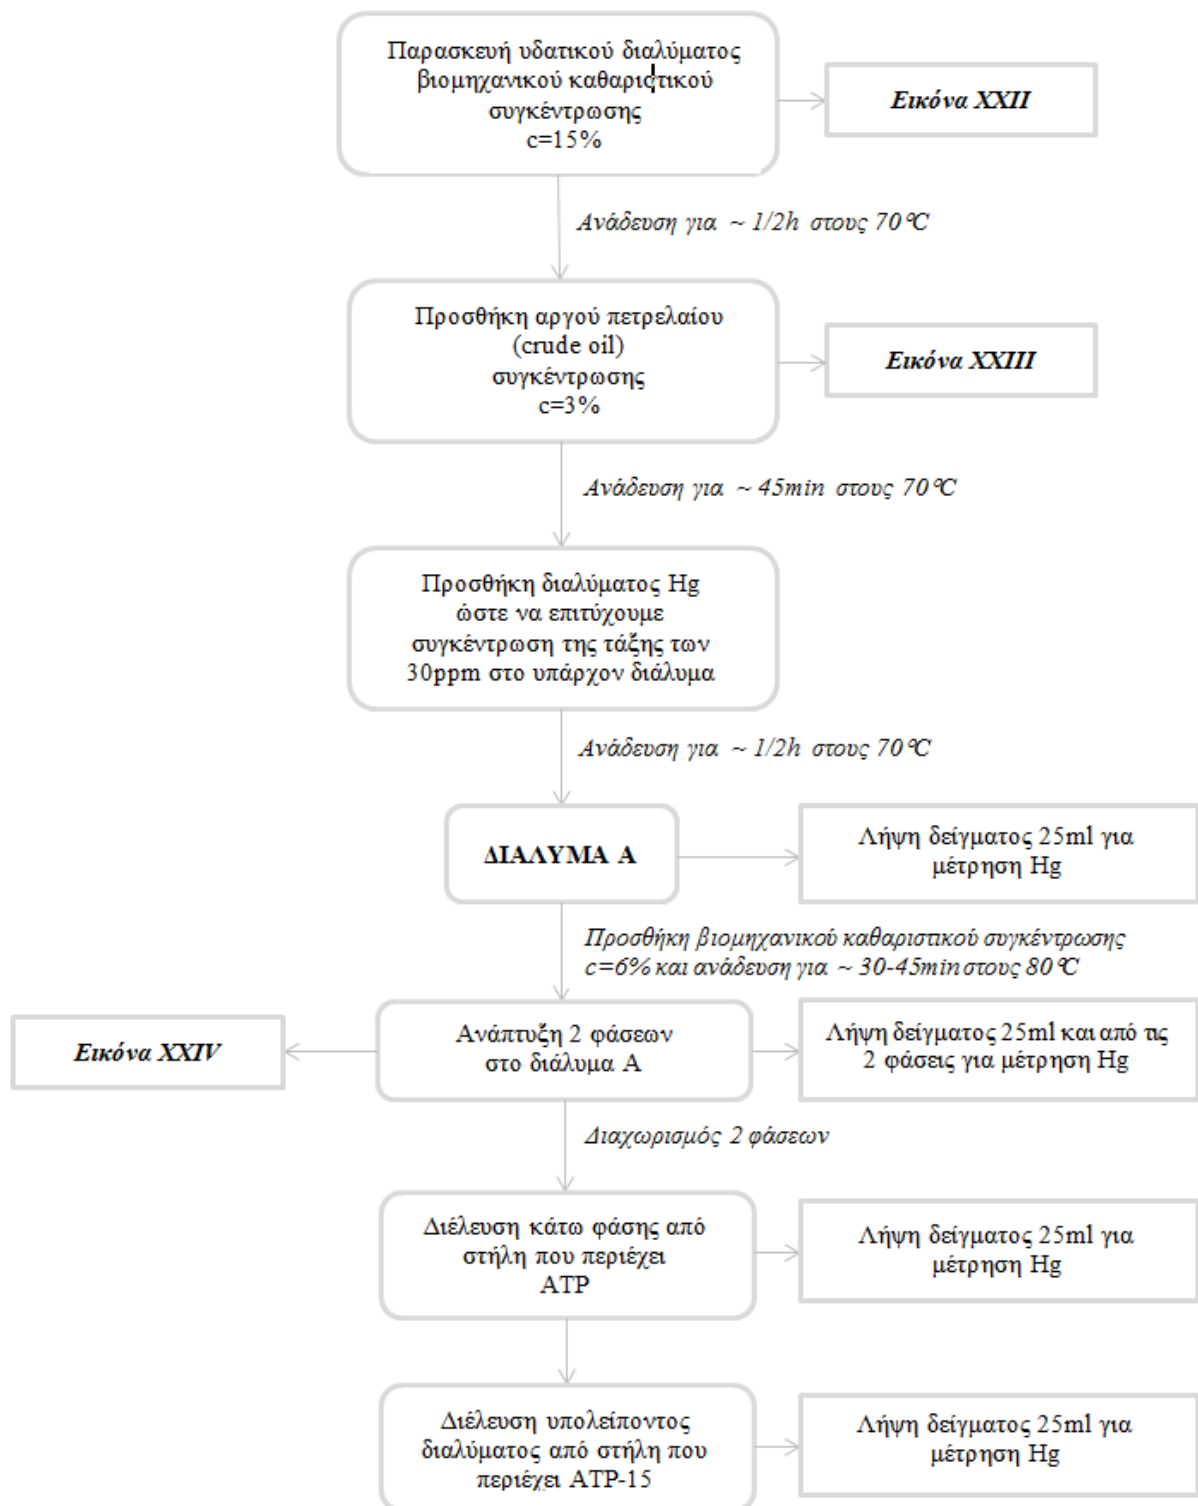 Παρασκευή υδατικού διαλύματος
βιομηχανικού καθαριστικού
συγκέντρωσης
c=15%
Εικόνα XXII
Ανάδευση για ~ 1/2h στους 70°C
Προσθήκη αργού πετρελαίου
(crude oil)
συγκέντρωσης
c=3%
Εικόνα XXIII
Ανάδευση για ~ 45min στους 70°C
Προσθήκη διαλύματος Hg
ώστε να επιτύχουμε
συγκέντρωση της τάξης των
30ppm στο υπάρχον διάλυμα
Ανάδευση για ~ 1/2h στους 70°C
ΔΙΑΛΥΜΑ Α
Λήψη δείγματος 25ml για
μέτρηση Hg
Προσθήκη βιομηχανικού καθαριστικού συγκέντρωσης
c=6% και ανάδευση για ~ 30-45min στους 80°C
Εικόνα XXIV
Ανάπτυξη 2 φάσεων
στο διάλυμα Α
Λήψη δείγματος 25ml και από τις
2 φάσεις για μέτρηση Hg
Διαχωρισμός 2 φάσεων
Διέλευση κάτω φάσης από
στήλη που περιέχει
ATP
Λήψη δείγματος 25ml για
μέτρηση Hg
Διέλευση υπολείποντος
διαλύματος από στήλη που
περιέχει ATP-15
Λήψη δείγματος 25ml για
μέτρηση Hg